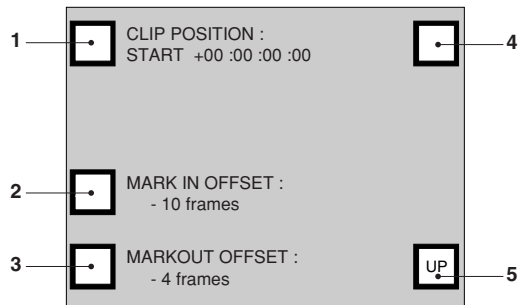 1
CLIP POSITION :
START +00 :00 :00 :00
4
2
MARK IN OFFSET :
- 10 frames
3
MARKOUT OFFSET :
- 4 frames
UP
5